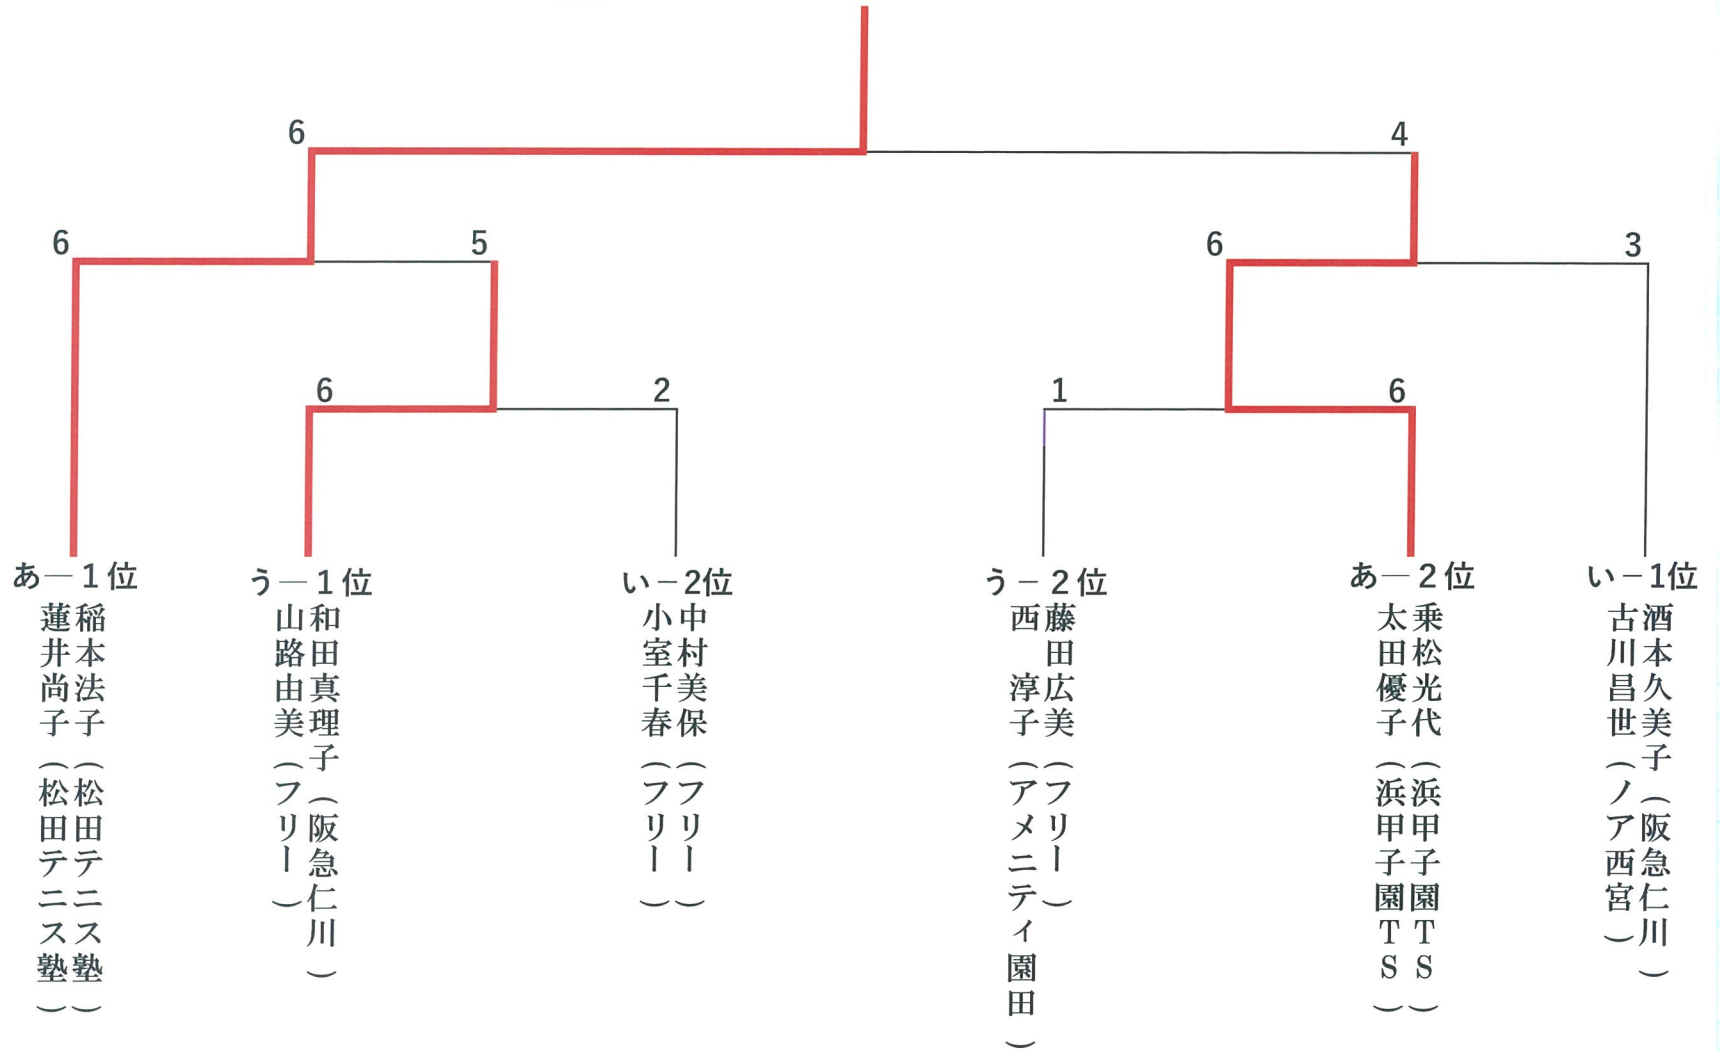 6
4
6
5
6
3
6
2
1
6
あ―１位
稲本法子（松田テニス塾）
蓮井尚子（松田テニス塾）
う―１位
和田真理子（阪急仁川）
山路由美（フリー）
い－2位
中村美保（フリー）
小室千春（フリー）
う－２位
藤田広美（フリー）
西　淳子（アメニティ園田）
あ―２位
乗松光代（浜甲子園ＴＳ）
太田優子（浜甲子園ＴＳ）
い－1位
酒本久美子（阪急仁川）
古川昌世（ノア西宮）